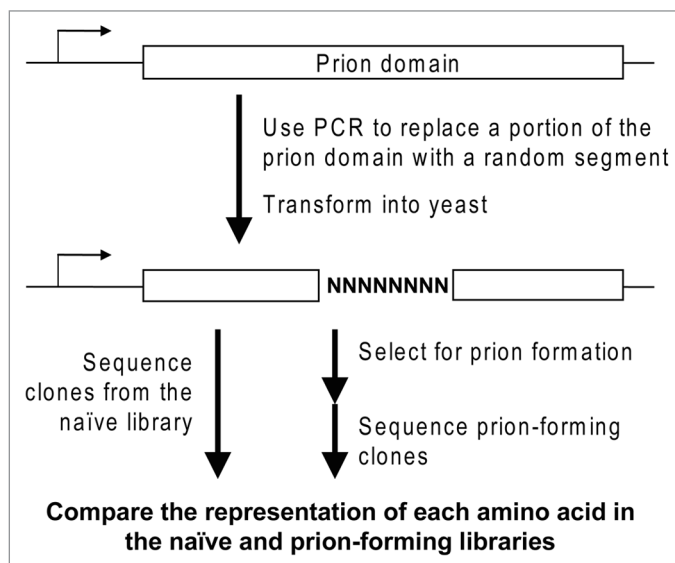 Prion domain
Use PCR to replace a portion of the
prion domain with a random segment
Transform into yeast
NNNNNNNN
Sequence
clones from the
naïve library
Select for prion formation
Sequence prion-forming
clones
Compare the representation of each amino acid in
the naïve and prion-forming libraries